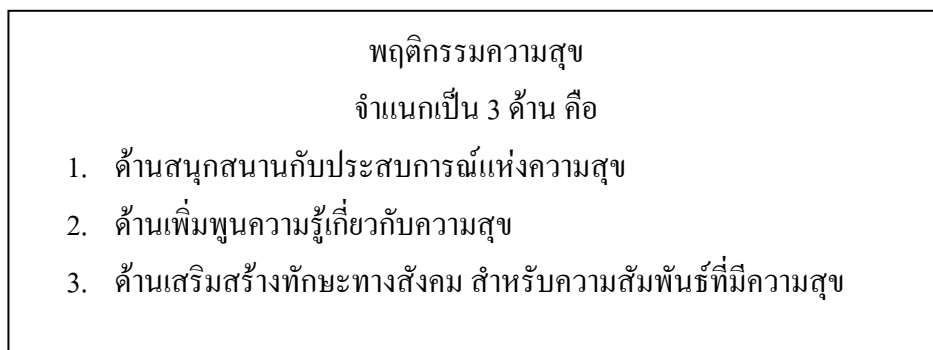 พฤติกรรมความสุข
จำแนกเป็น 3 ด้าน คือ
1. ด้านสนุกสนานกับประสบการณ์แห่งความสุข
2. ด้านเพิ่มพูนความรู้เกี่ยวกับความสุข
3. ด้านเสริมสร้างทักษะทางสังคม สำหรับความสัมพันธ์ที่มีความสุข